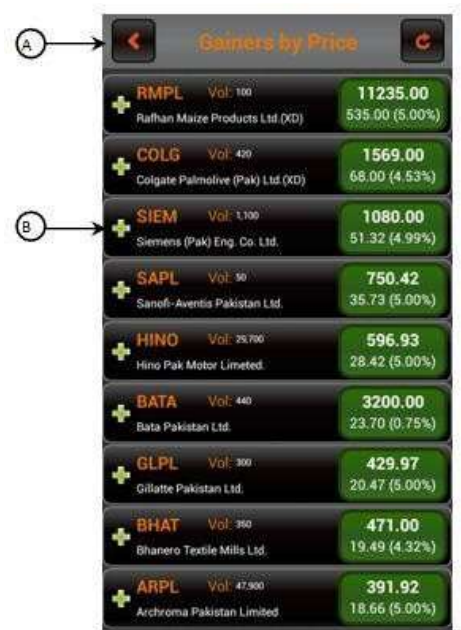 A
Gainers by Price
RMPL Vol: 100
11235.00
Rafhan Maize Products Ltd.(XD)
535.00 (5.00%)
COLG Vol: 420
1569.00
Colgate Palmolive (Pak) Ltd.(XD)
68.00 (4.53%)
B
SIEM Vol: 1,100
1080.00
Siemens (Pak) Eng. Co. Ltd.
51.32 (4.99%)
SAPL Vol: 50
750.42
Sanofi-Aventis Pakistan Ltd.
35.73 (5.00%)
HINO Vol: 29,700
596.93
Hino Pak Motor Limeted.
28.42 (5.00%)
BATA Vol: 440
3200.00
Bata Pakistan Ltd.
23.70 (0.75%)
GLPL Vol: 300
429.97
Gillatte Pakistan Ltd.
20.47 (5.00%)
BHAT Vol: 350
471.00
Bhanero Textile Mills Ltd.
19.49 (4.32%)
ARPL Vol: 47,900
391.92
Archroma Pakistan Limited
18.66 (5.00%)